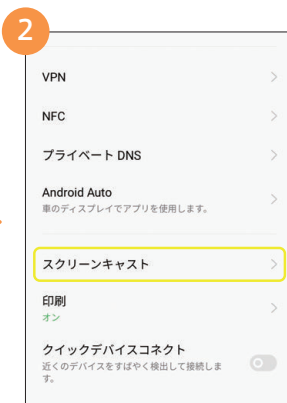 2
VPN
NFC
プライベート DNS
Android Auto
車のディスプレイでアプリを使用します。
スクリーンキャスト
印刷
オン
クイックデバイスコネクト
近くのデバイスをすばやく検出して接続しま
す。